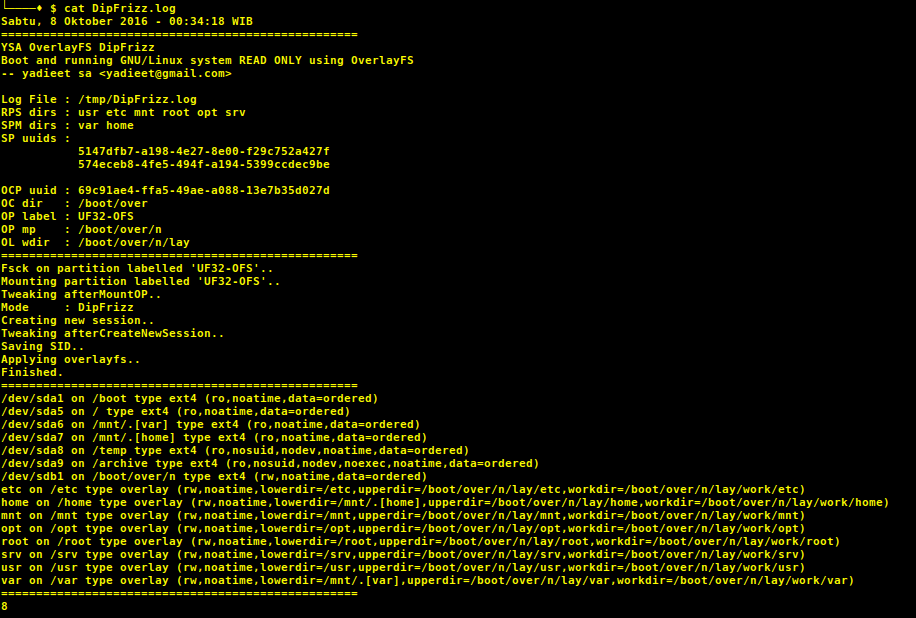 └────♦ $ cat DipFrizz.log
Sabtu, 8 Oktober 2016 - 00:34:18 WIB
===================================================
YSA OverlayFS DipFrizz
Boot and running GNU/Linux system READ ONLY using OverlayFS
-- yadieet sa <yadieet@gmail.com>

Log File : /tmp/DipFrizz.log
RPS dirs : usr etc mnt root opt srv
SPM dirs : var home
SP uuids :
           5147dfb7-a198-4e27-8e00-f29c752a427f
           574eceb8-4fe5-494f-a194-5399ccdec9be

OCP uuid : 69c91ae4-ffa5-49ae-a088-13e7b35d027d
OC dir   : /boot/over
OP label : UF32-OFS
OP mp    : /boot/over/n
OL wdir  : /boot/over/n/lay
===================================================
Fsck on partition labelled 'UF32-OFS'..
Mounting partition labelled 'UF32-OFS'..
Tweaking afterMountOP..
Mode     : DipFrizz
Creating new session..
Tweaking afterCreateNewSession..
Saving SID..
Applying overlayfs..
Finished.
===================================================
/dev/sda1 on /boot type ext4 (ro,noatime,data=ordered)
/dev/sda5 on / type ext4 (ro,noatime,data=ordered)
/dev/sda6 on /mnt/.[var] type ext4 (ro,noatime,data=ordered)
/dev/sda7 on /mnt/.[home] type ext4 (ro,noatime,data=ordered)
/dev/sda8 on /temp type ext4 (ro,nosuid,nodev,noatime,data=ordered)
/dev/sda9 on /archive type ext4 (ro,nosuid,nodev,noexec,noatime,data=ordered)
/dev/sdb1 on /boot/over/n type ext4 (rw,noatime,data=ordered)
etc on /etc type overlay (rw,noatime,lowerdir=/etc,upperdir=/boot/over/n/lay/etc,workdir=/boot/over/n/lay/work/etc)
home on /home type overlay (rw,noatime,lowerdir=/mnt/.[home],upperdir=/boot/over/n/lay/home,workdir=/boot/over/n/lay/work/home)
mnt on /mnt type overlay (rw,noatime,lowerdir=/mnt,upperdir=/boot/over/n/lay/mnt,workdir=/boot/over/n/lay/work/mnt)
opt on /opt type overlay (rw,noatime,lowerdir=/opt,upperdir=/boot/over/n/lay/opt,workdir=/boot/over/n/lay/work/opt)
root on /root type overlay (rw,noatime,lowerdir=/root,upperdir=/boot/over/n/lay/root,workdir=/boot/over/n/lay/work/root)
srv on /srv type overlay (rw,noatime,lowerdir=/srv,upperdir=/boot/over/n/lay/srv,workdir=/boot/over/n/lay/work/srv)
usr on /usr type overlay (rw,noatime,lowerdir=/usr,upperdir=/boot/over/n/lay/usr,workdir=/boot/over/n/lay/work/usr)
var on /var type overlay (rw,noatime,lowerdir=/mnt/.[var],upperdir=/boot/over/n/lay/var,workdir=/boot/over/n/lay/work/var)
===================================================
8